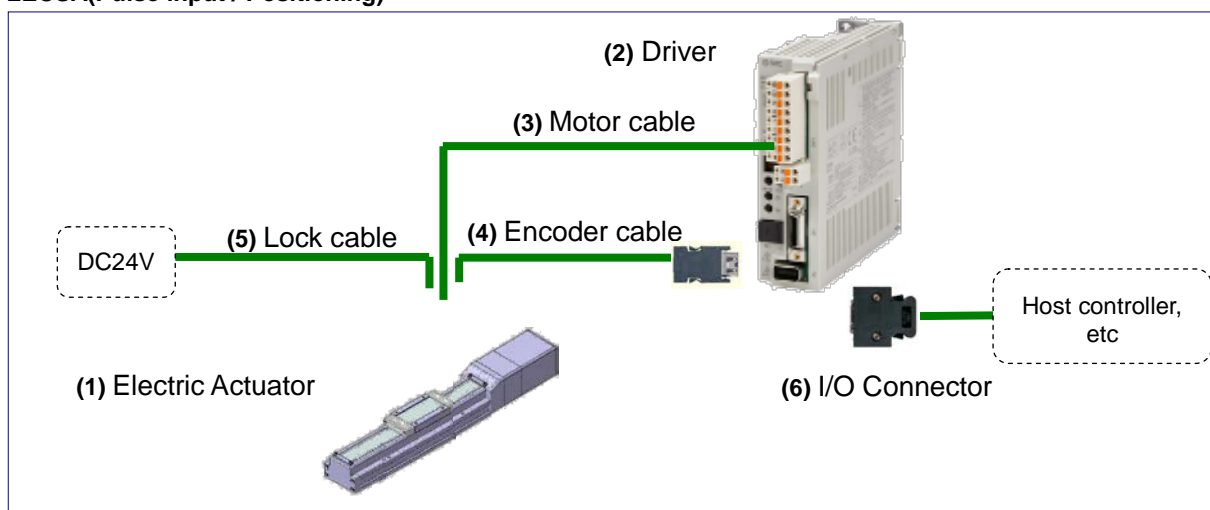 (2) Driver
(3) Motor cable
(5) Lock cable
(4) Encoder cable
DC24V
Host controller,
etc
(1) Electric Actuator
(6) I/O Connector